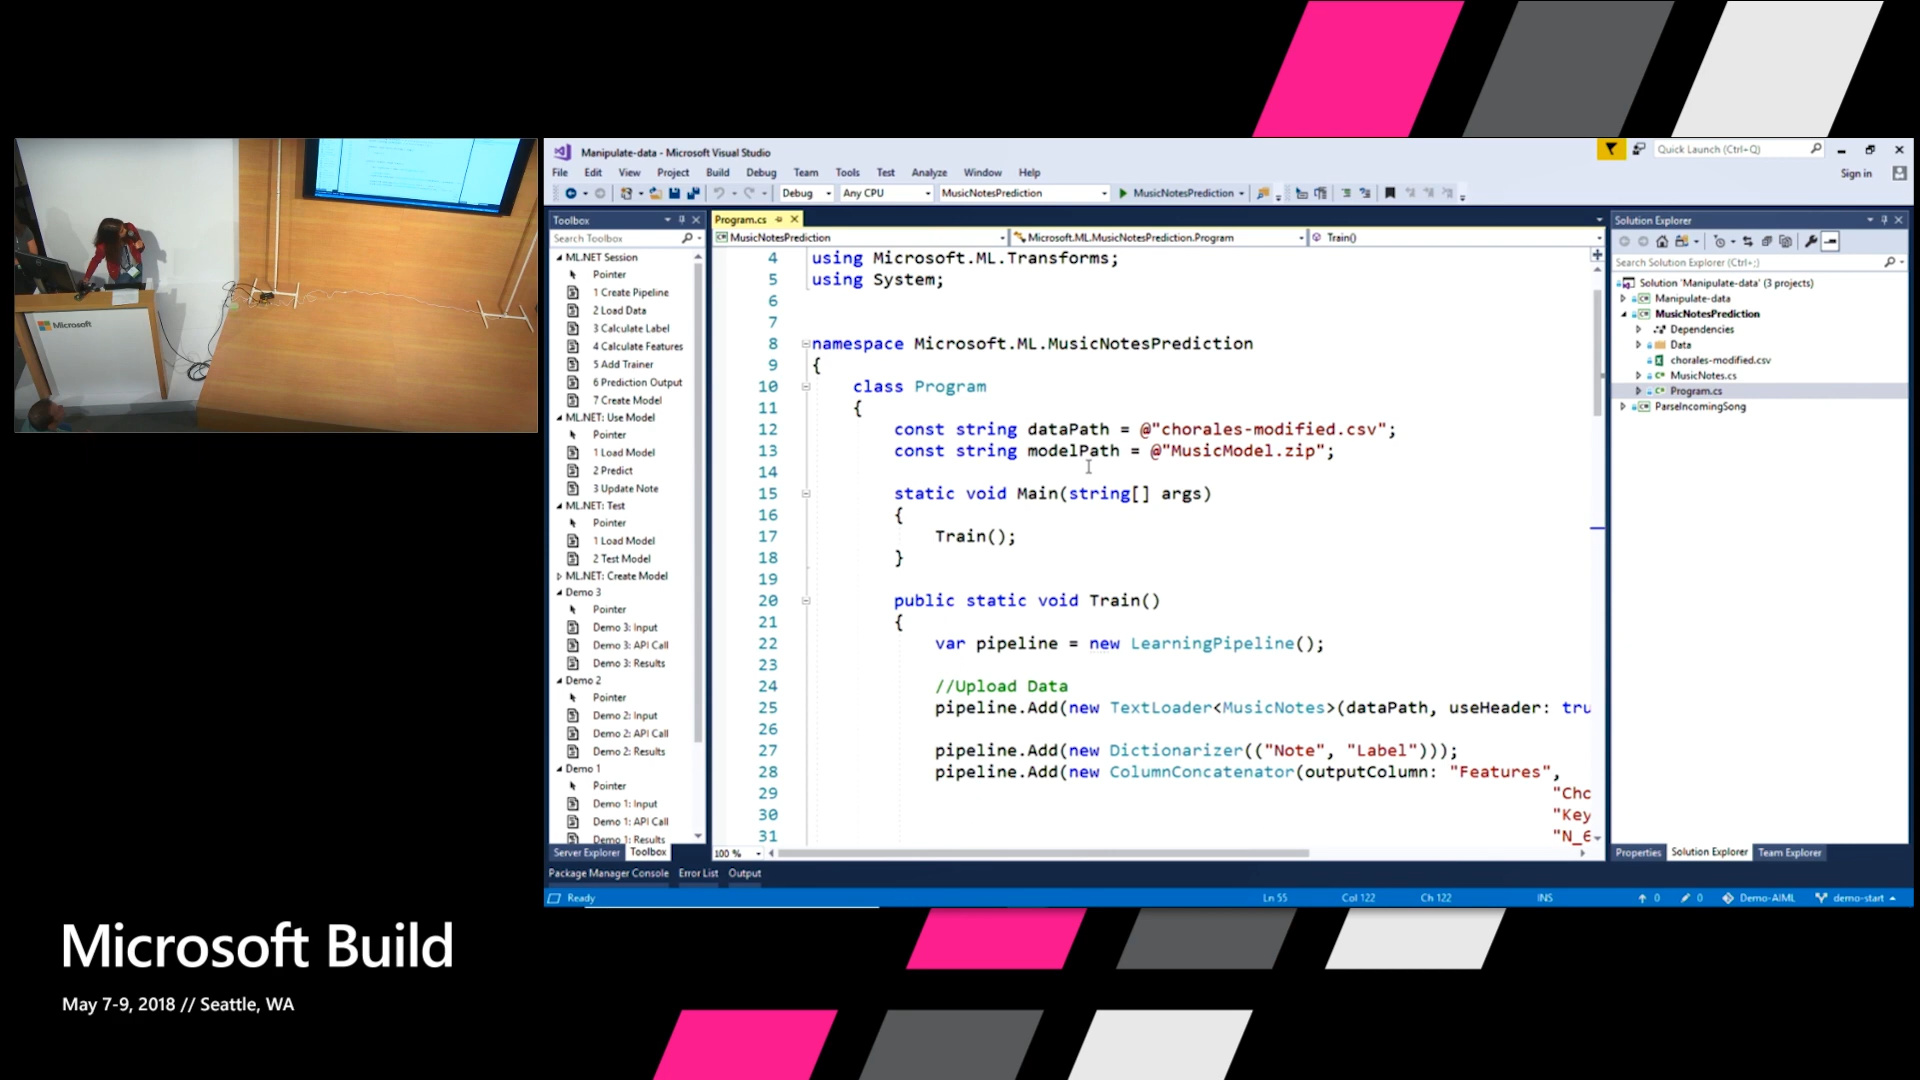 Microsoft
Manipulate-data - Microsoft Visual Studio
Quick Launch (Ctrl+Q)
File Edit View Project Build Debug Team Tools Test Analyze Window Help
Sign in
Debug Any CPU MusicNotesPrediction MusicNotesPrediction
Toolbox
Search Toolbox
ML.NET Session
Pointer
1 Create Pipeline
2 Load Data
3 Calculate Label
4 Calculate Features
5 Add Trainer
6 Prediction Output
7 Create Model
ML.NET: Use Model
Pointer
1 Load Model
2 Predict
3 Update Note
ML.NET: Test
Pointer
1 Load Model
2 Test Model
ML.NET: Create Model
Demo 3
Pointer
Demo 3: Input
Demo 3: API Call
Demo 3: Results
Demo 2
Pointer
Demo 2: Input
Demo 2: API Call
Demo 2: Results
Demo 1
Pointer
Demo 1: Input
Demo 1: API Call
Demo 1: Results
Server Explorer Toolbox
Program.cs
MusicNotesPrediction Microsoft.ML.MusicNotesPrediction.Program Train()
4 using Microsoft.ML.Transforms;
5 using System;
6
7
8 namespace Microsoft.ML.MusicNotesPrediction
9 {
10 class Program
11 {
12 const string dataPath = @"chorales-modified.csv";
13 const string modelPath = @"MusicModel.zip";
14
15 static void Main(string[] args)
16 {
17 Train();
18 }
19
20 public static void Train()
21 {
22 var pipeline = new LearningPipeline();
23
24 //Upload Data
25 pipeline.Add(new TextLoader<MusicNotes>(dataPath, useHeader: tru
26
27 pipeline.Add(new Dictionarizer(("Note", "Label")));
28 pipeline.Add(new ColumnConcatenator(outputColumn: "Features",
29 "Cho
30 "Key
31 "N_6
100 %
Solution Explorer
Search Solution Explorer (Ctrl+;)
Solution 'Manipulate-data' (3 projects)
Manipulate-data
MusicNotesPrediction
Dependencies
Data
chorales-modified.csv
MusicNotes.cs
Program.cs
ParseIncomingSong
Properties Solution Explorer Team Explorer
Package Manager Console Error List Output
Ready Ln 55 Col 122 Ch 122 INS 0 0 Demo-AIML demo-start
Microsoft Build
May 7-9, 2018 // Seattle, WA